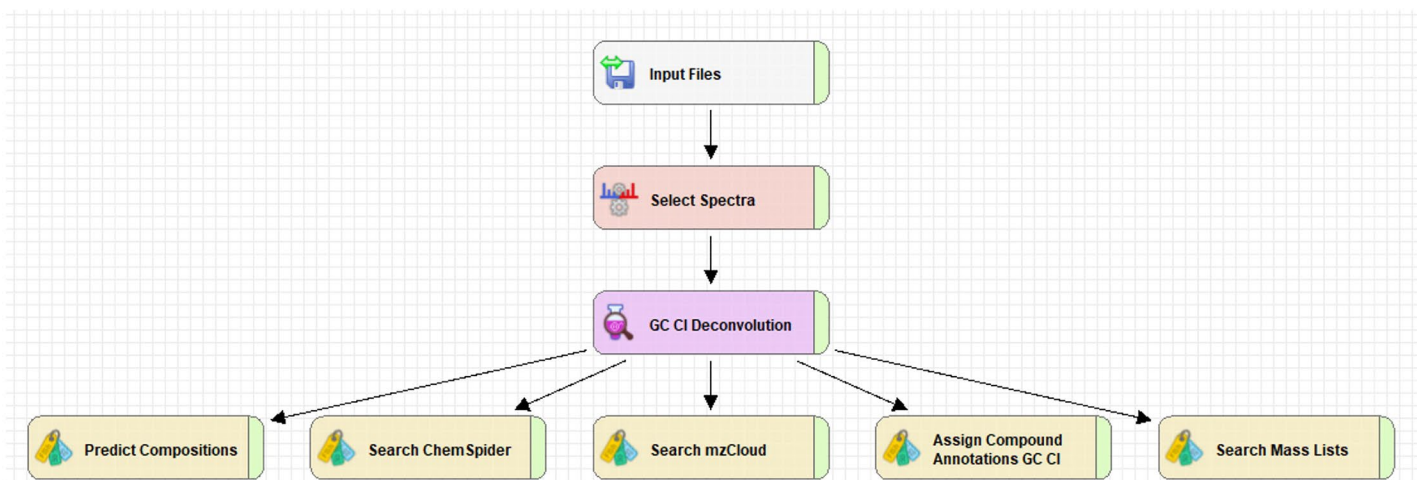 Input Files
Select Spectra
GC CI Deconvolution
Predict Compositions
Search ChemSpider
Search mzCloud
Assign Compound
Annotations GC CI
Search Mass Lists